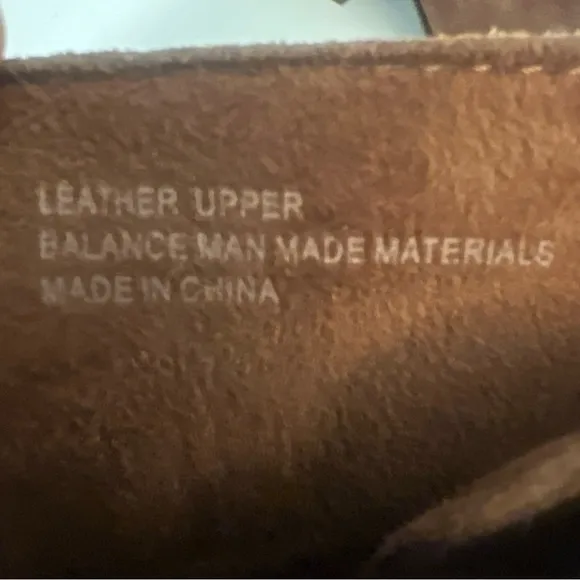 LEATHER UPPER
BALANCE MAN MADE MATERIALS
MADE IN CHINA